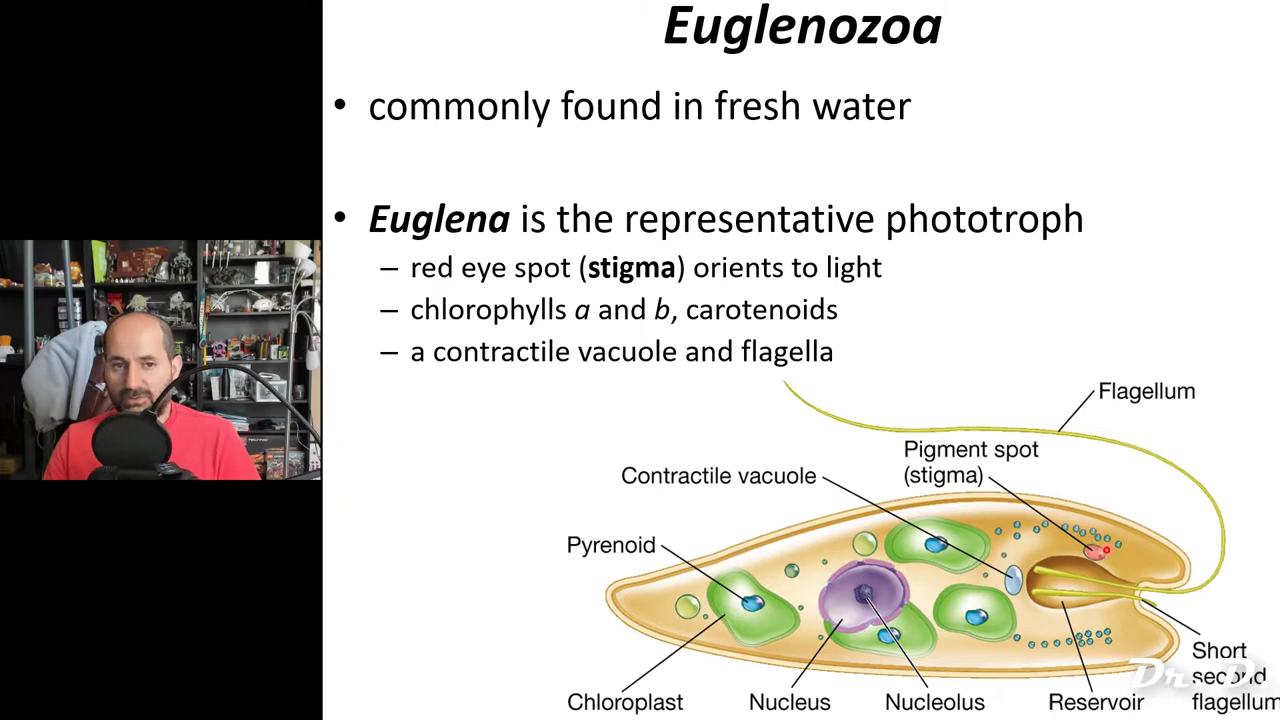 Euglenozoa
• commonly found in fresh water
• Euglena is the representative phototroph
– red eye spot (stigma) orients to light
– chlorophylls a and b, carotenoids
– a contractile vacuole and flagella
Flagellum
Pigment spot
(stigma)
Contractile vacuole
Pyrenoid
Chloroplast
Nucleus
Nucleolus
Reservoir
Short
second
flagellum
Dr. D